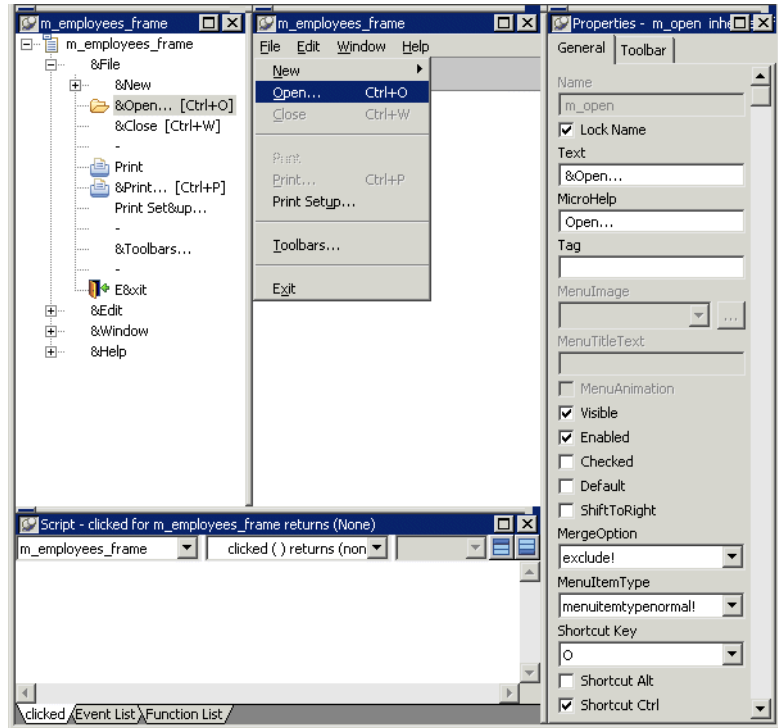 m_employees_frame
m_employees_frame
&File
&New
&Open... [Ctrl+O]
&Close [Ctrl+W]
-
Print
&Print... [Ctrl+P]
Print Set&up...
-
&Toolbars...
-
E&xit
&Edit
&Window
&Help
m_employees_frame
File Edit Window Help
New
Open... Ctrl+O
Close Ctrl+W
Print
Print... Ctrl+P
Print Setup...
Toolbars...
Exit
Properties - m_open
General Toolbar
Name
m_open
Lock Name
Text
&Open...
MicroHelp
Open...
Tag
MenuImage
...
MenuTitleText
MenuAnimation
Visible
Enabled
Checked
Default
ShiftToRight
MergeOption
exclude!
MenuItemType
menuitemtypenormal!
Shortcut Key
O
Shortcut Alt
Shortcut Ctrl
Script - clicked for m_employees_frame returns (None)
m_employees_frame
clicked ( ) returns (non
clicked Event List Function List